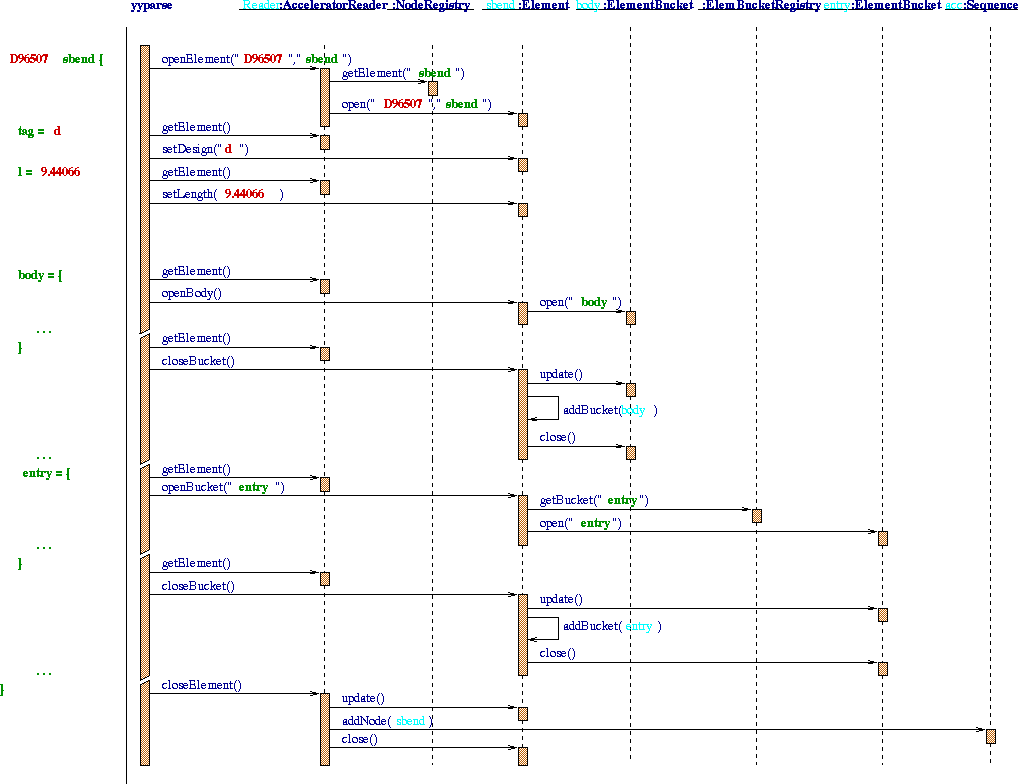 yyparse Reader:AcceleratorReader :NodeRegistry sbend :Element body :ElementBucket :ElemBucketRegistry entry:ElementBucket acc:Sequence
D96507 sbend {
openElement(" D96507 "," sbend ")
getElement(" sbend ")
open(" D96507 "," sbend ")
tag = d
getElement()
setDesign("d ")
l = 9.44066
getElement()
setLength( 9.44066 )
body = {
getElement()
openBody()
open(" body ")
...
}
getElement()
closeBucket()
update()
addBucket(body )
close()
...
entry = {
getElement()
openBucket(" entry ")
getBucket(" entry")
open(" entry")
...
}
getElement()
closeBucket()
update()
addBucket( entry )
close()
...
}
closeElement()
update()
addNode( sbend )
close()